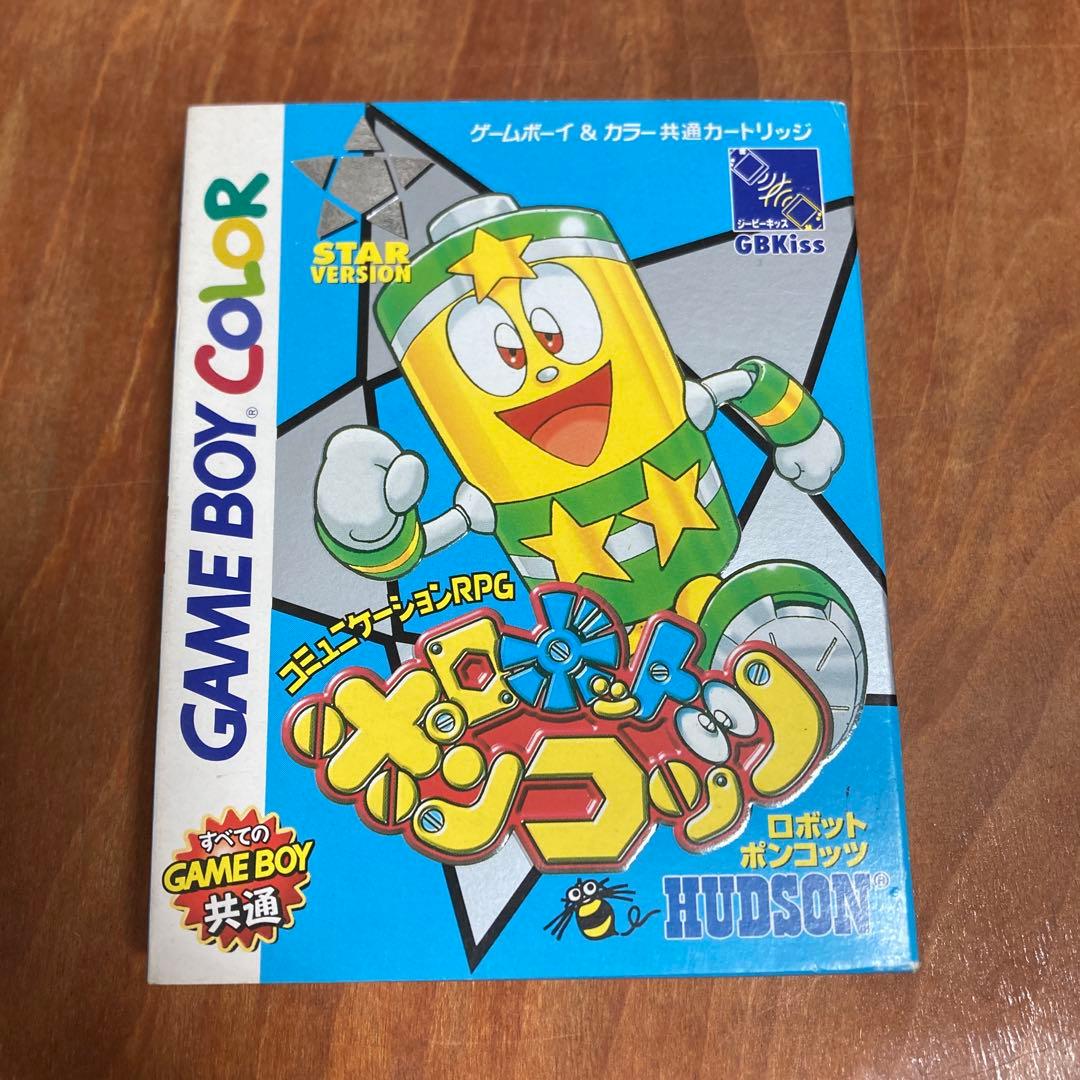 ゲームボーイ & カラー共通カートリッジ
ジービーキッス
GBKiss
STAR
VERSION
GAME BOY® COLOR
コミュニケーションRPG
ロボット
ポンコッツ
ロボット
ポンコッツ
すべての
GAME BOY
共通
HUDSON®